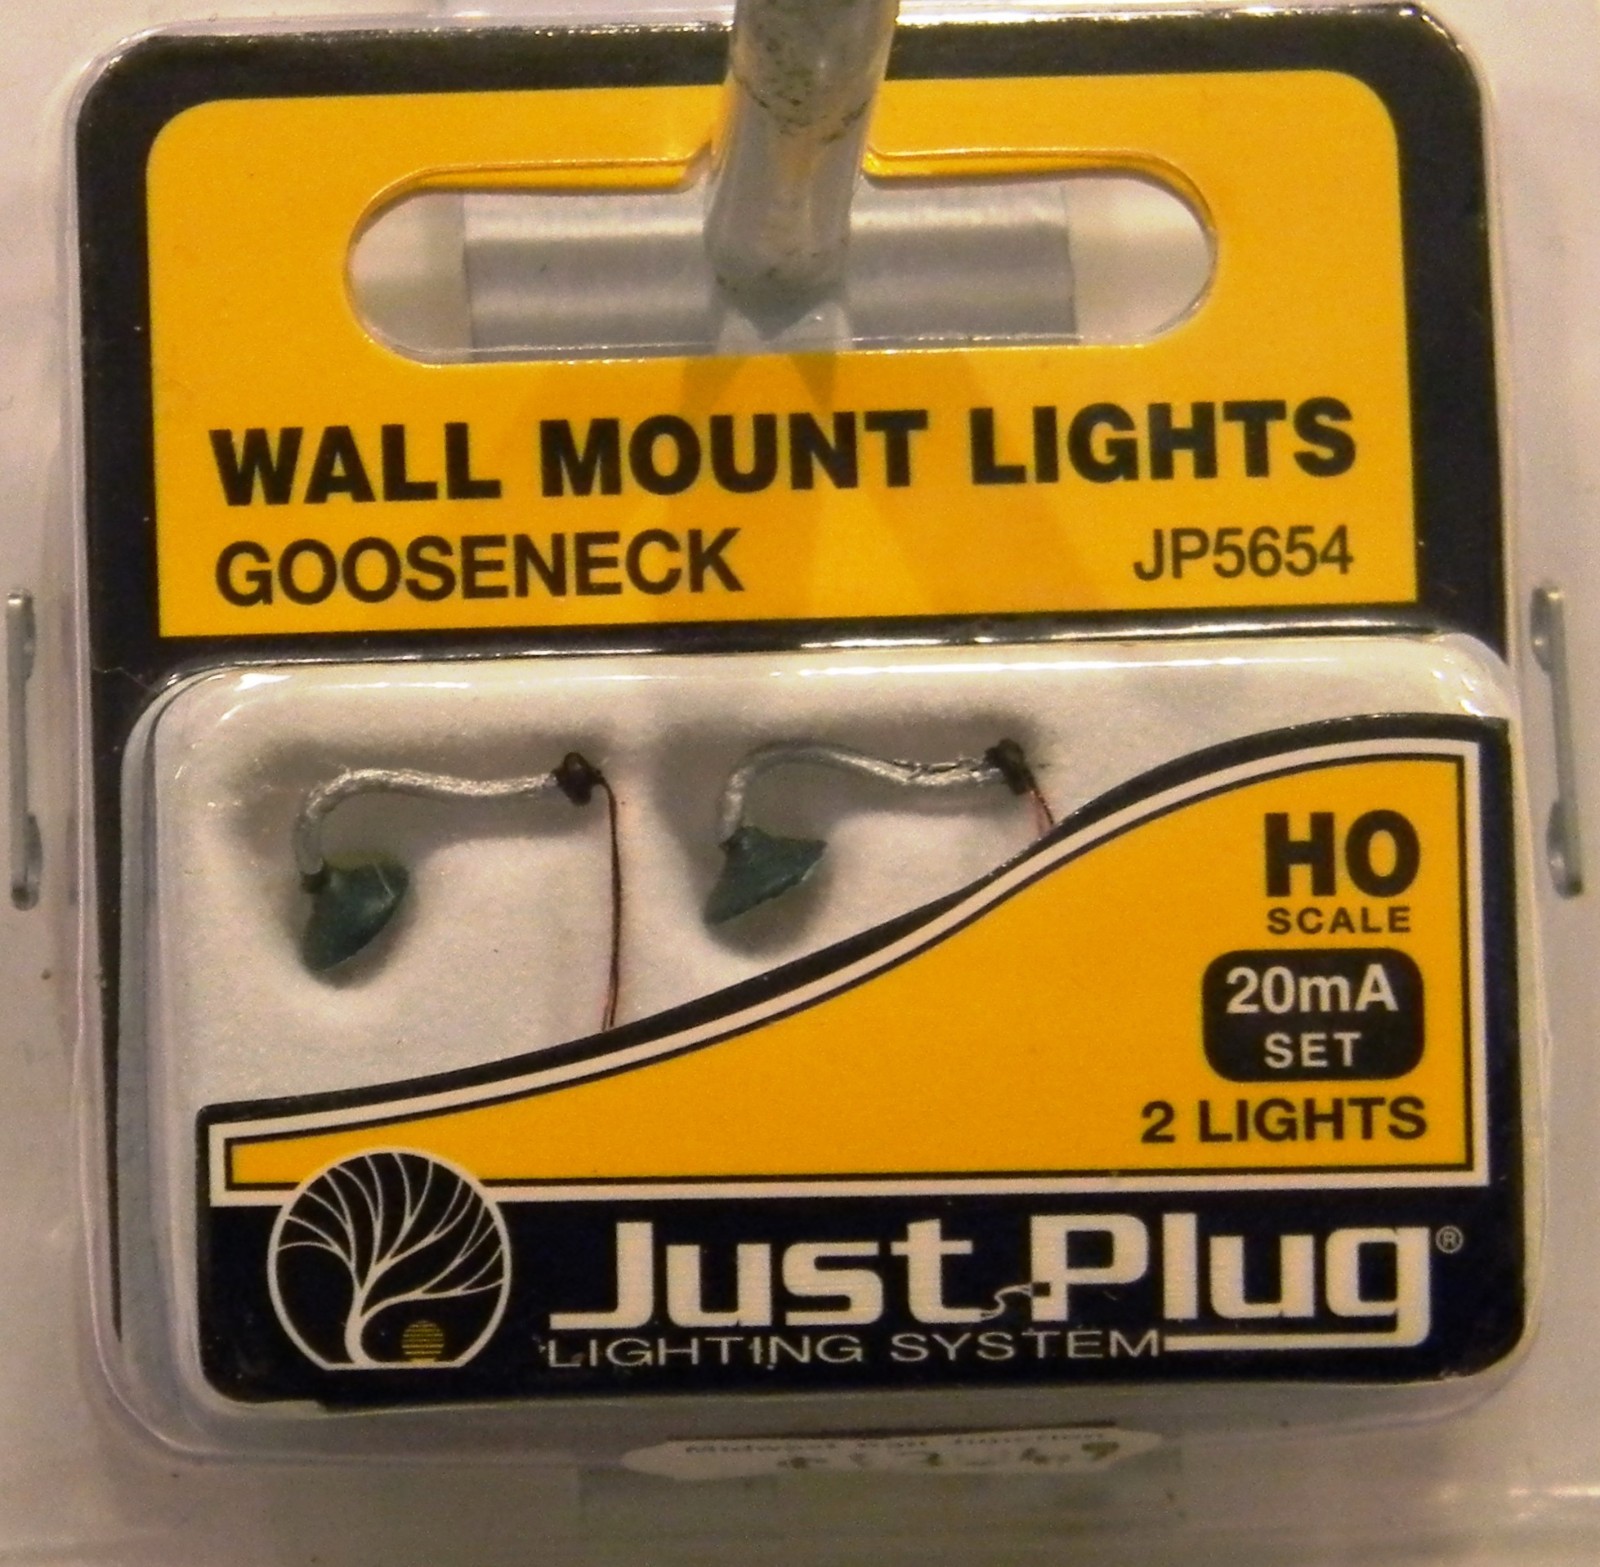 WALL MOUNT LIGHTS
GOOSENECK JP5654
HO
SCALE
20mA
SET
2 LIGHTS
Just Plug®
LIGHTING SYSTEM